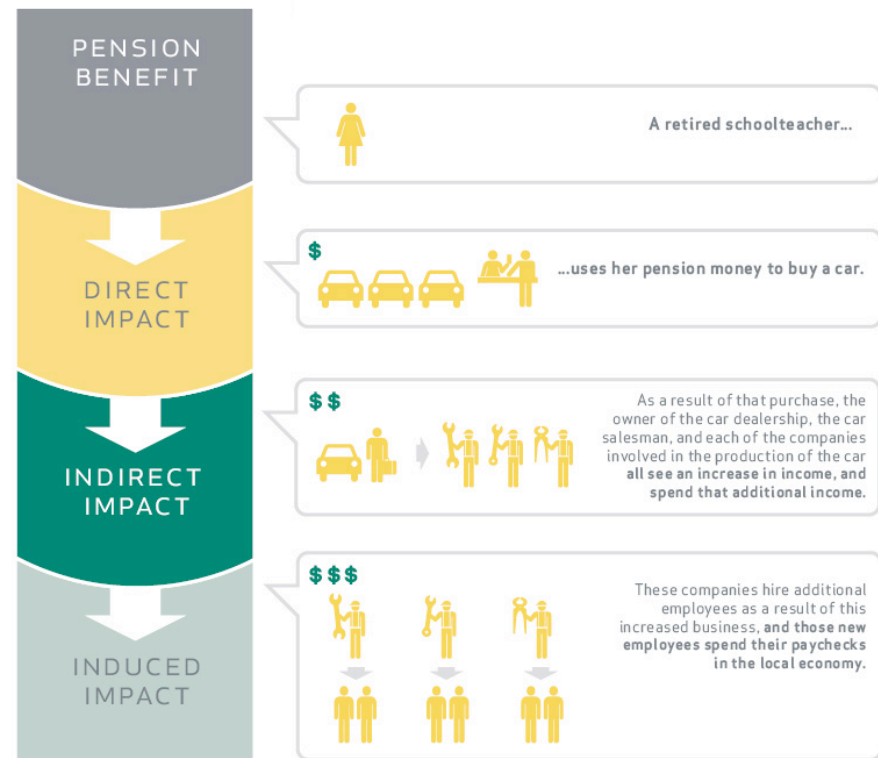 PENSION
BENEFIT
A retired schoolteacher...
DIRECT
IMPACT
$
...uses her pension money to buy a car.
INDIRECT
IMPACT
$$
As a result of that purchase, the
owner of the car dealership, the car
salesman, and each of the companies
involved in the production of the car
all see an increase in income, and
spend that additional income.
INDUCED
IMPACT
$$$
These companies hire additional
employees as a result of this
increased business, and those new
employees spend their paychecks
in the local economy.